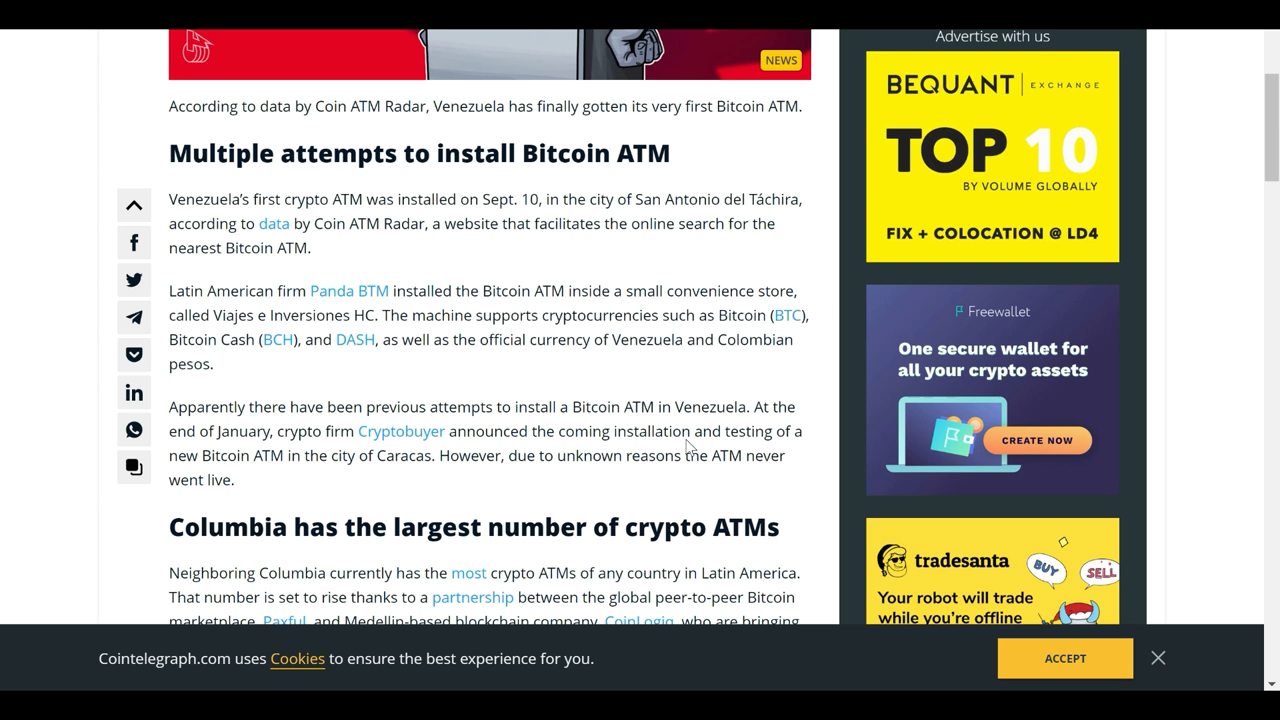 NEWS
According to data by Coin ATM Radar, Venezuela has finally gotten its very first Bitcoin ATM.
Multiple attempts to install Bitcoin ATM
Venezuela’s first crypto ATM was installed on Sept. 10, in the city of San Antonio del Táchira,
according to data by Coin ATM Radar, a website that facilitates the online search for the
nearest Bitcoin ATM.
Latin American firm Panda BTM installed the Bitcoin ATM inside a small convenience store,
called Viajes e Inversiones HC. The machine supports cryptocurrencies such as Bitcoin (BTC),
Bitcoin Cash (BCH), and DASH, as well as the official currency of Venezuela and Colombian
pesos.
Apparently there have been previous attempts to install a Bitcoin ATM in Venezuela. At the
end of January, crypto firm Cryptobuyer announced the coming installation and testing of a
new Bitcoin ATM in the city of Caracas. However, due to unknown reasons the ATM never
went live.
Columbia has the largest number of crypto ATMs
Neighboring Columbia currently has the most crypto ATMs of any country in Latin America.
That number is set to rise thanks to a partnership between the global peer-to-peer Bitcoin
marketplace, Paxful, and Medellin-based blockchain company, CoinLogiq, who are bringing
Advertise with us
BEQUANT | EXCHANGE
TOP 10
BY VOLUME GLOBALLY
FIX + COLOCATION @ LD4
Freewallet
One secure wallet for
all your crypto assets
CREATE NOW
tradesanta
BUY
SELL
Your robot will trade
while you’re offline
Cointelegraph.com uses Cookies to ensure the best experience for you.
ACCEPT